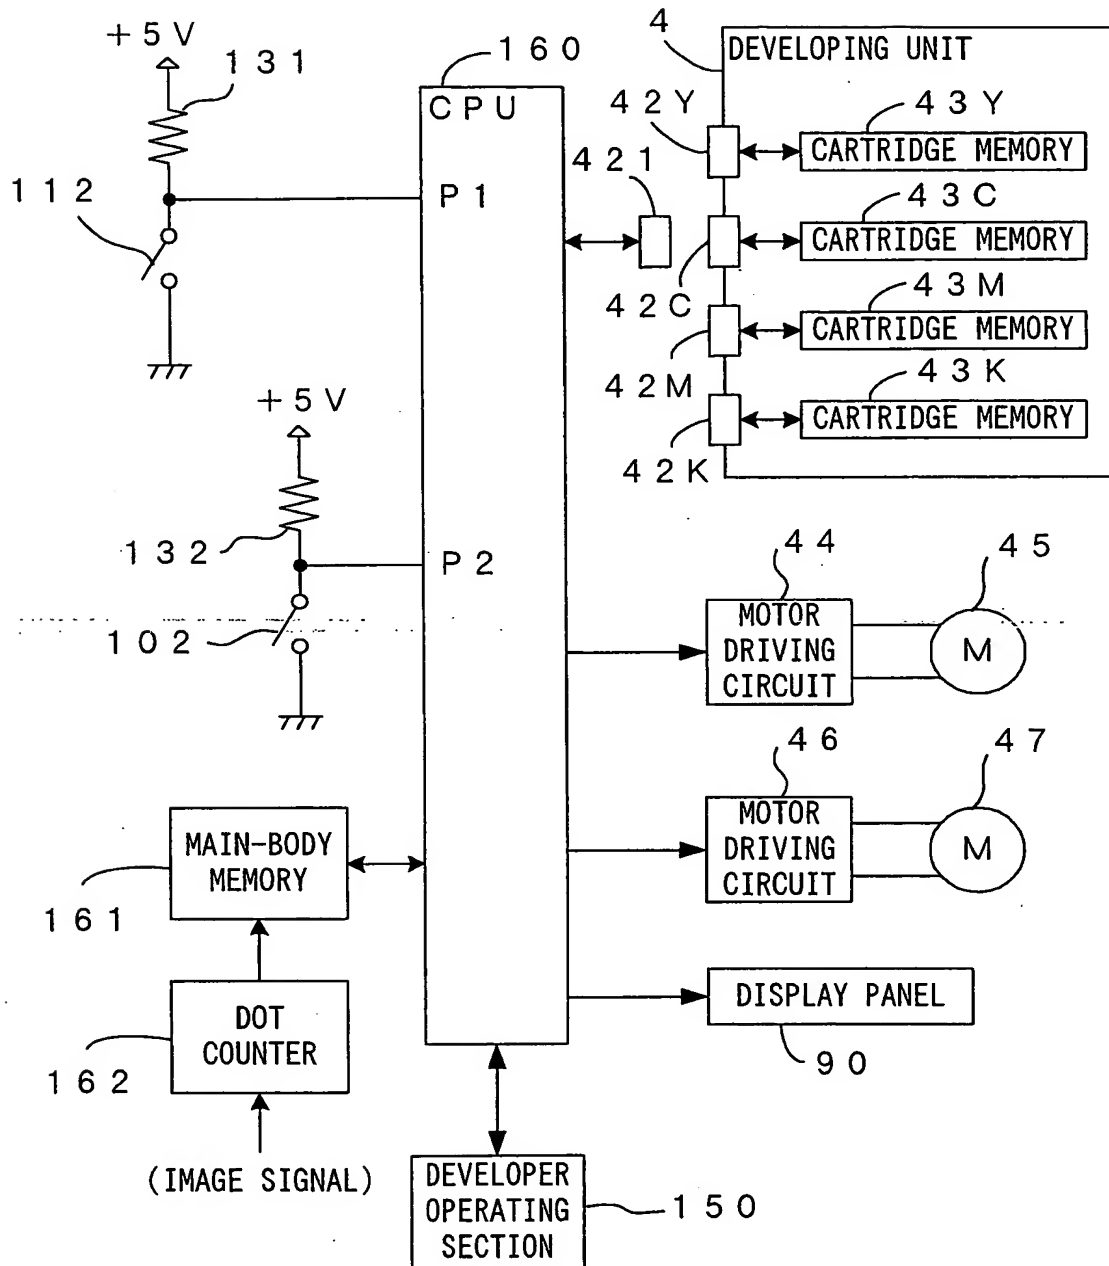 +5V
131
112
160
CPU
P1
P2
421
4
DEVELOPING UNIT
42Y
43Y
CARTRIDGE MEMORY
42C
43C
CARTRIDGE MEMORY
42M
43M
CARTRIDGE MEMORY
42K
43K
CARTRIDGE MEMORY
+5V
132
102
44
MOTOR
DRIVING
CIRCUIT
45
M
46
MOTOR
DRIVING
CIRCUIT
47
M
MAIN-BODY
MEMORY
161
DOT
COUNTER
162
(IMAGE SIGNAL)
DISPLAY PANEL
90
DEVELOPER
OPERATING
SECTION
150